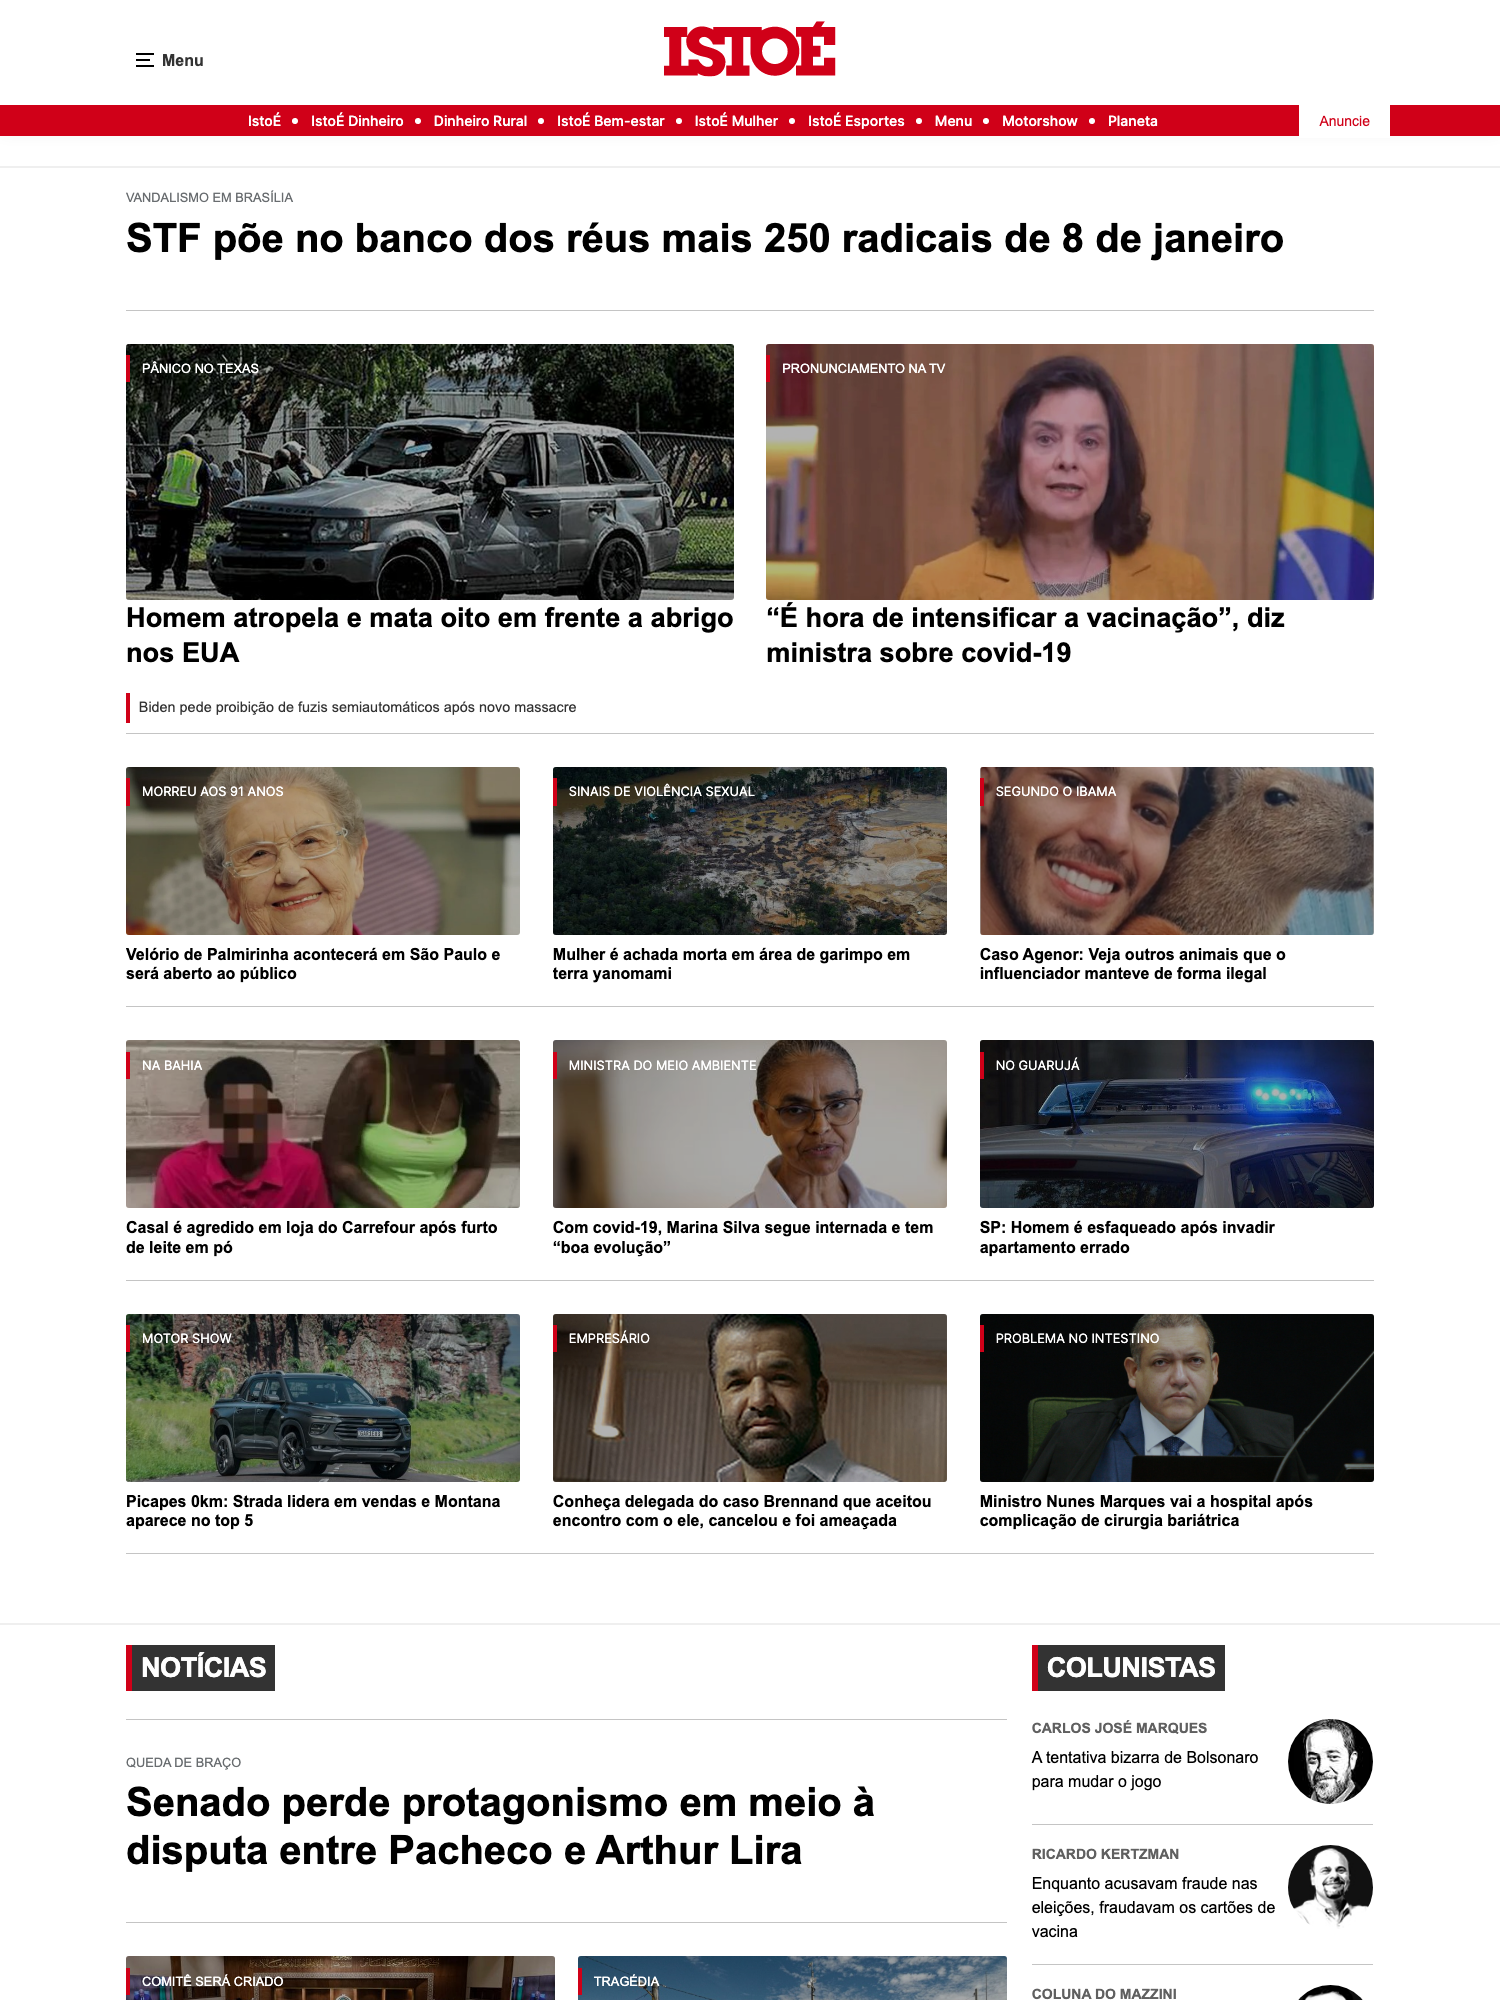 Menu
ISTOÉ
IstoÉ • IstoÉ Dinheiro • Dinheiro Rural • IstoÉ Bem-estar • IstoÉ Mulher • IstoÉ Esportes • Menu • Motorshow • Planeta
Anuncie
VANDALISMO EM BRASÍLIA
STF põe no banco dos réus mais 250 radicais de 8 de janeiro
PÂNICO NO TEXAS
Homem atropela e mata oito em frente a abrigo
nos EUA
Biden pede proibição de fuzis semiautomáticos após novo massacre
PRONUNCIAMENTO NA TV
“É hora de intensificar a vacinação”, diz
ministra sobre covid-19
MORREU AOS 91 ANOS
Velório de Palmirinha acontecerá em São Paulo e
será aberto ao público
SINAIS DE VIOLÊNCIA SEXUAL
Mulher é achada morta em área de garimpo em
terra yanomami
SEGUNDO O IBAMA
Caso Agenor: Veja outros animais que o
influenciador manteve de forma ilegal
NA BAHIA
Casal é agredido em loja do Carrefour após furto
de leite em pó
MINISTRA DO MEIO AMBIENTE
Com covid-19, Marina Silva segue internada e tem
“boa evolução”
NO GUARUJÁ
SP: Homem é esfaqueado após invadir
apartamento errado
MOTOR SHOW
Picapes 0km: Strada lidera em vendas e Montana
aparece no top 5
EMPRESÁRIO
Conheça delegada do caso Brennand que aceitou
encontro com o ele, cancelou e foi ameaçada
PROBLEMA NO INTESTINO
Ministro Nunes Marques vai a hospital após
complicação de cirurgia bariátrica
NOTÍCIAS
QUEDA DE BRAÇO
Senado perde protagonismo em meio à
disputa entre Pacheco e Arthur Lira
COMITÊ SERÁ CRIADO
TRAGÉDIA
COLUNISTAS
CARLOS JOSÉ MARQUES
A tentativa bizarra de Bolsonaro
para mudar o jogo
RICARDO KERTZMAN
Enquanto acusavam fraude nas
eleições, fraudavam os cartões de
vacina
COLUNA DO MAZZINI